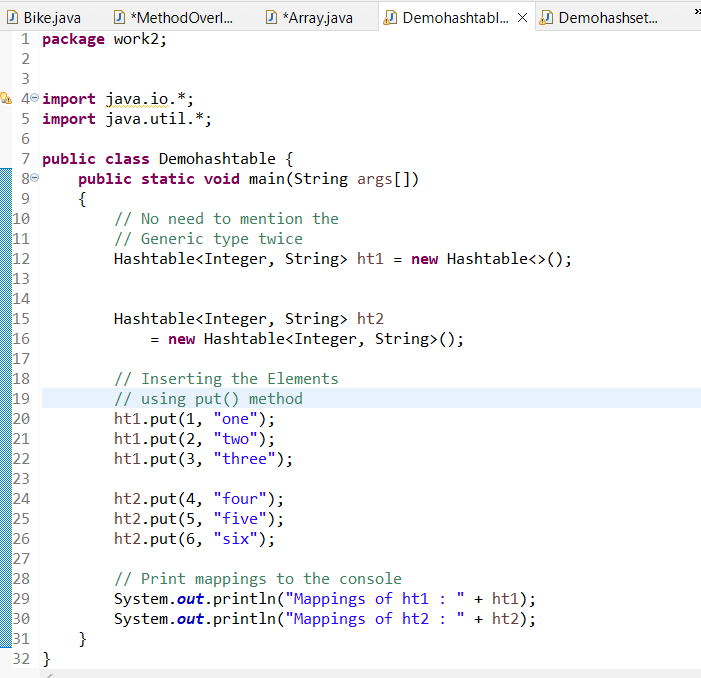 Bike.java *MethodOverl... *Array.java Demohashtabl... Demohashset...
1 package work2;
2
3
4 import java.io.*;
5 import java.util.*;
6
7 public class Demohashtable {
8     public static void main(String args[])
9     {
10         // No need to mention the
11         // Generic type twice
12         Hashtable<Integer, String> ht1 = new Hashtable<>();
13
14
15         Hashtable<Integer, String> ht2
16             = new Hashtable<Integer, String>();
17
18         // Inserting the Elements
19         // using put() method
20         ht1.put(1, "one");
21         ht1.put(2, "two");
22         ht1.put(3, "three");
23
24         ht2.put(4, "four");
25         ht2.put(5, "five");
26         ht2.put(6, "six");
27
28         // Print mappings to the console
29         System.out.println("Mappings of ht1 : " + ht1);
30         System.out.println("Mappings of ht2 : " + ht2);
31     }
32 }